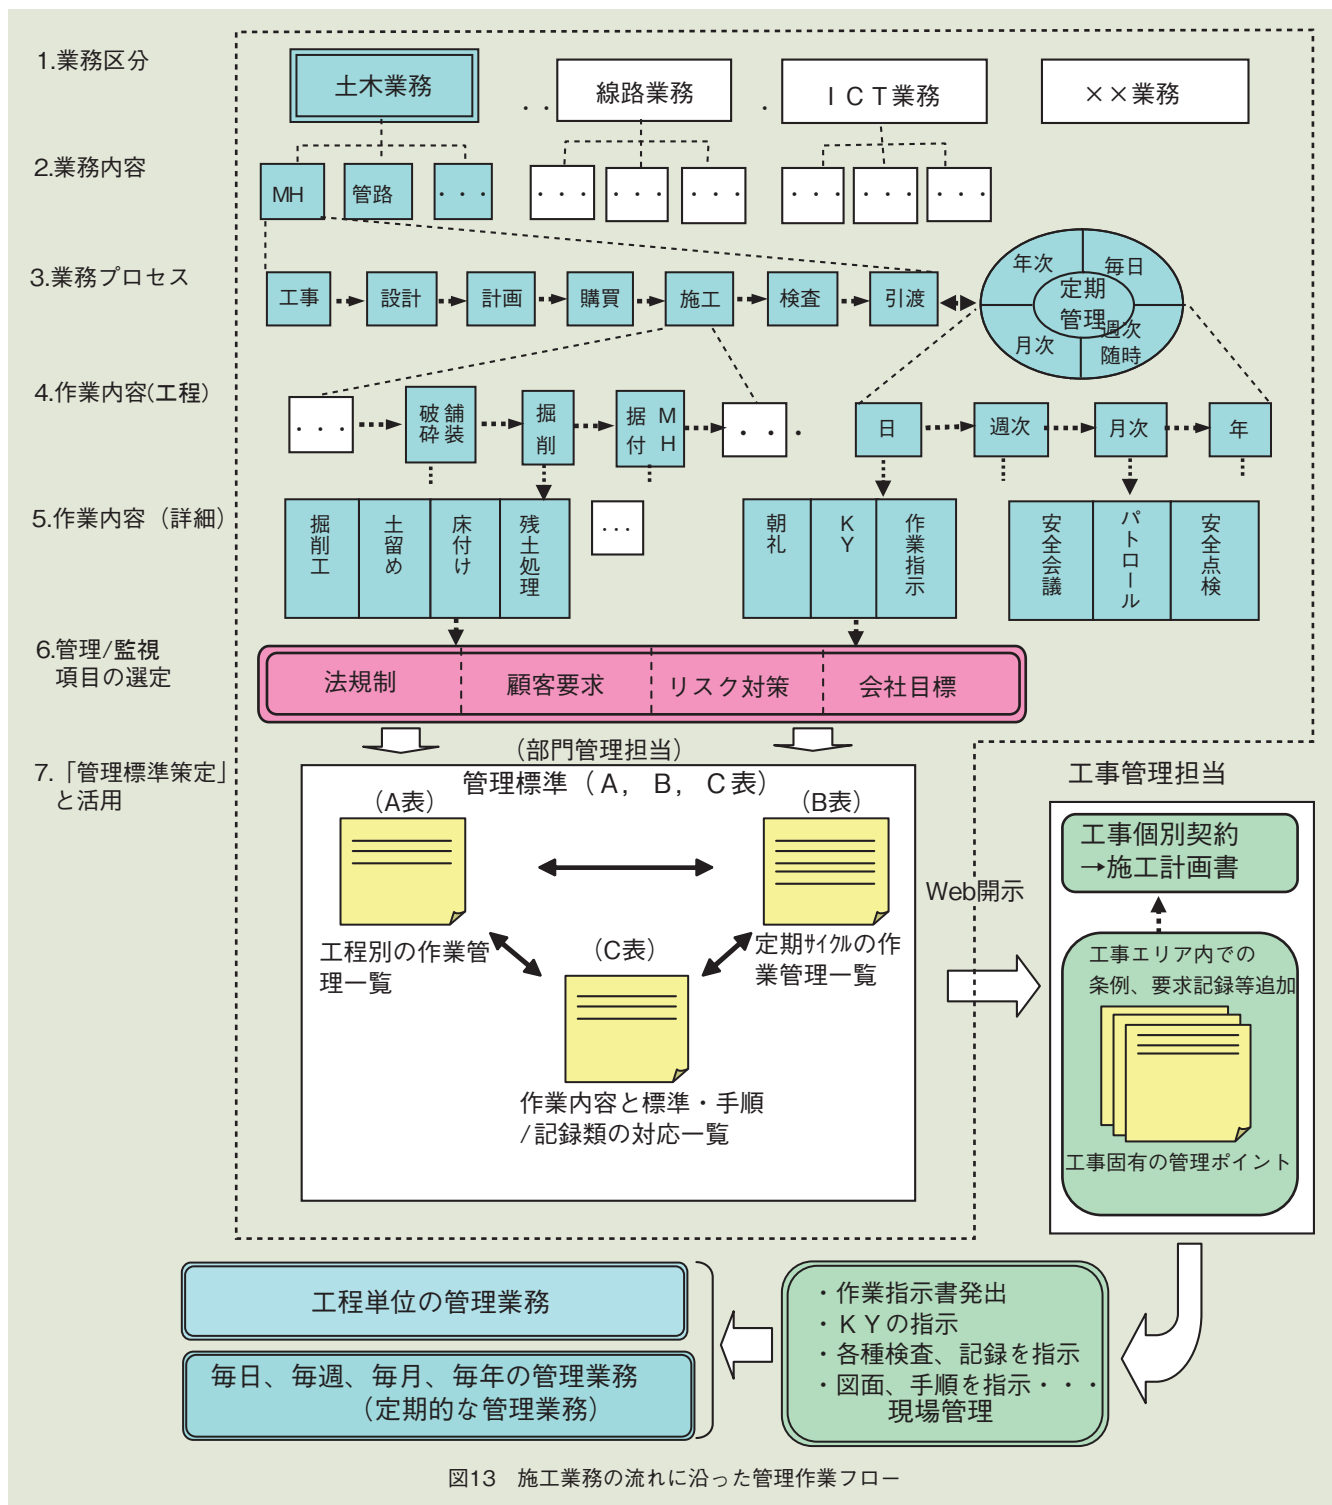 1.業務区分
土木業務
・・
線路業務
・
ＩＣＴ業務
××業務
2.業務内容
MH
管路
・・・
・・・
・・・
・・・
・・・
・・・
・・・
3.業務プロセス
工事
設計
計画
購買
施工
検査
引渡
年次
毎日
定期
管理
月次
週次
随時
4.作業内容(工程)
・・・
舗装
破砕
掘削
ＭＨ
据付
・・・
日
週次
月次
年
5.作業内容（詳細）
掘削工
土留め
床付け
残土処理
・・・
朝礼
ＫＹ
作業指示
安全会議
パトロール
安全点検
6.管理/監視
項目の選定
法規制
顧客要求
リスク対策
会社目標
7.「管理標準策定」
と活用
（部門管理担当）
管理標準（Ａ，Ｂ，Ｃ表）
（A表）
（B表）
工程別の作業管
理一覧
（C表）
定期ｻｲｸﾙの作
業管理一覧
作業内容と標準・手順
/記録類の対応一覧
Web開示
工事管理担当
工事個別契約
→施工計画書
工事エリア内での
条例、要求記録等追加
工事固有の管理ポイント
工程単位の管理業務
毎日、毎週、毎月、毎年の管理業務
（定期的な管理業務）
・作業指示書発出
・ＫＹの指示
・各種検査、記録を指示
・図面、手順を指示・・・
現場管理
図13　施工業務の流れに沿った管理作業フロー